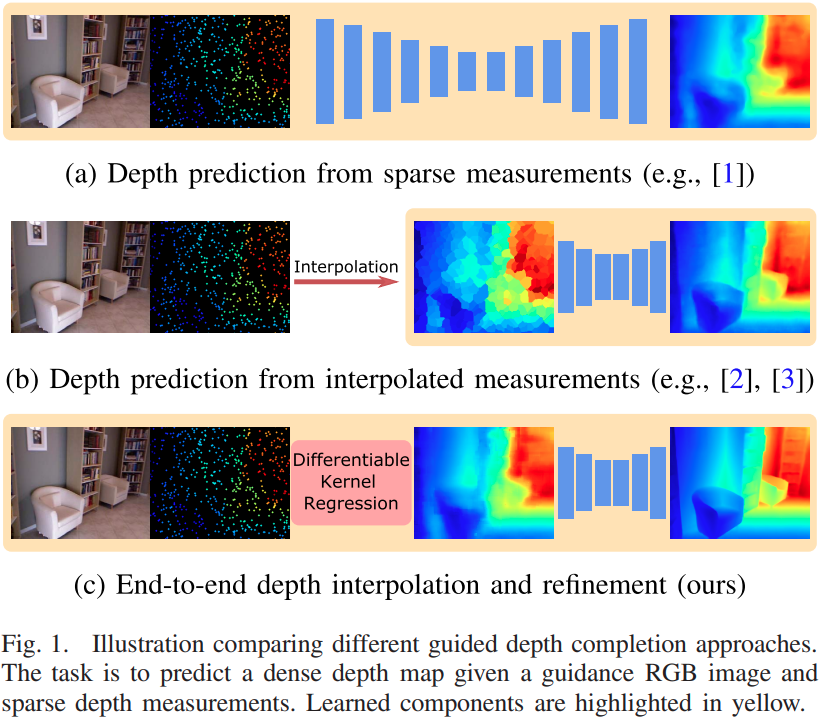 (a) Depth prediction from sparse measurements (e.g., [1])
Interpolation
(b) Depth prediction from interpolated measurements (e.g., [2], [3])
Differentiable
Kernel
Regression
(c) End-to-end depth interpolation and refinement (ours)
Fig. 1. Illustration comparing different guided depth completion approaches.
The task is to predict a dense depth map given a guidance RGB image and
sparse depth measurements. Learned components are highlighted in yellow.